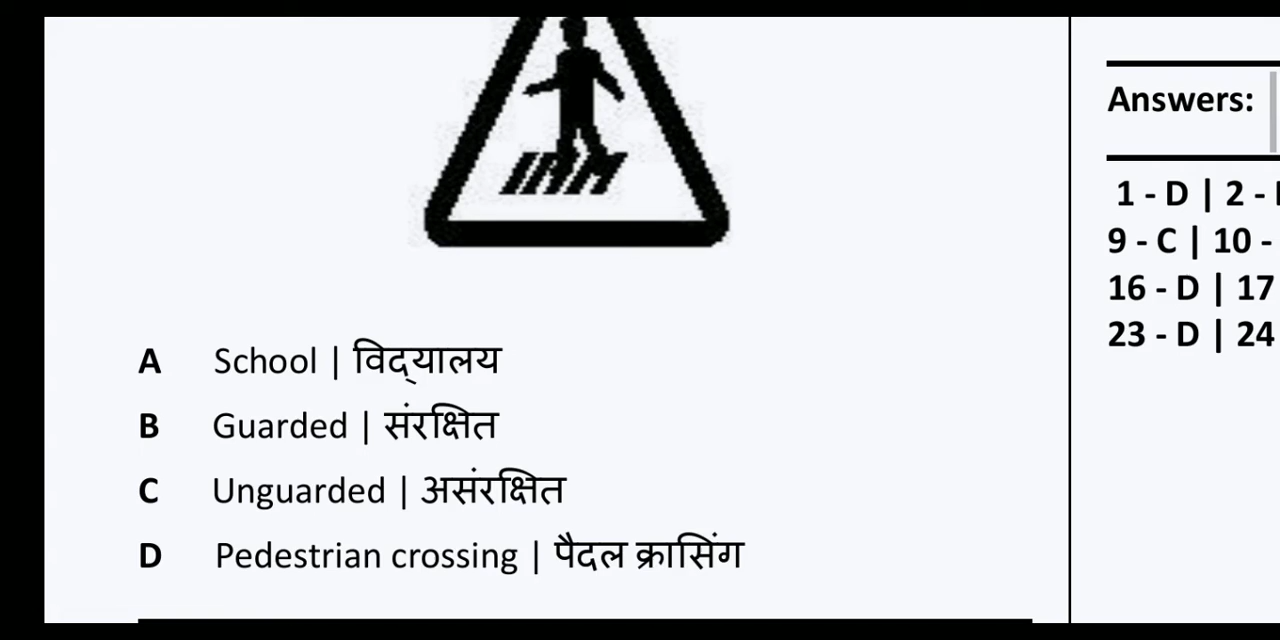 A School | विद्यालय
B Guarded | संरक्षित
C Unguarded | असंरक्षित
D Pedestrian crossing | पैदल क्रासिंग
Answers:
1 - D | 2 -
9 - C | 10 -
16 - D | 17
23 - D | 24